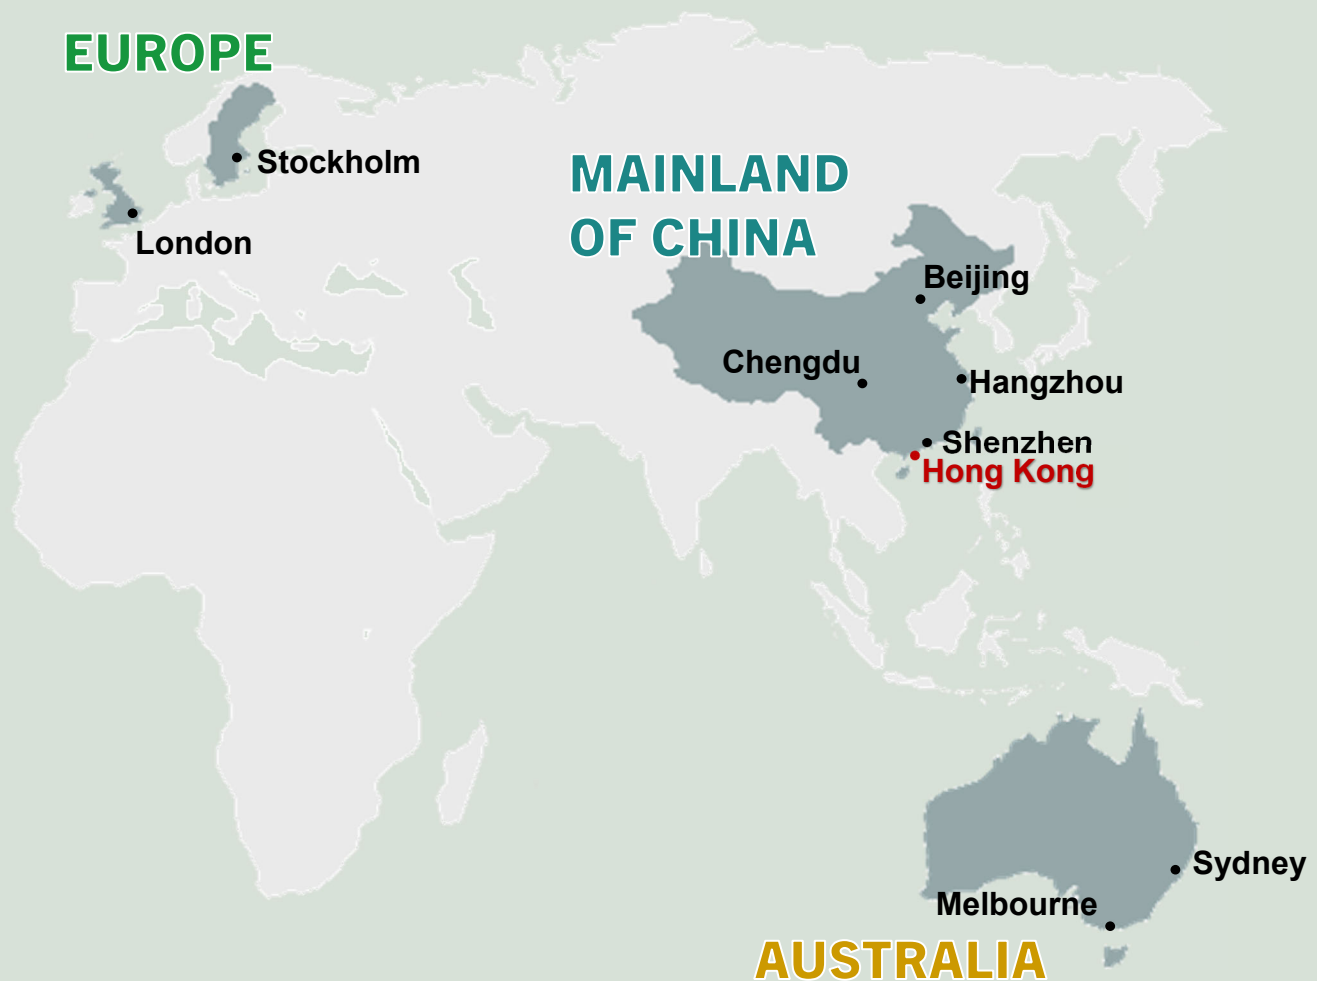 EUROPE
Stockholm
London
MAINLAND
OF CHINA
Beijing
Chengdu
Hangzhou
Shenzhen
Hong Kong
Sydney
Melbourne
AUSTRALIA